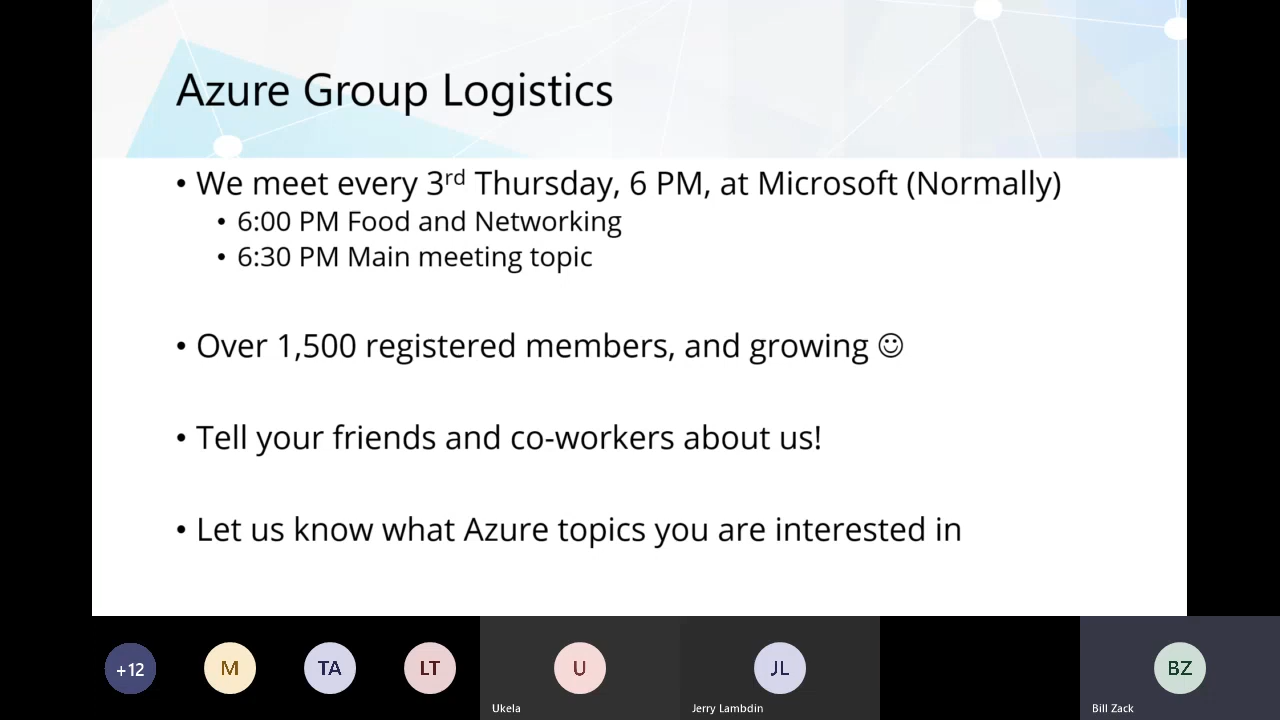 Azure Group Logistics
• We meet every 3rd Thursday, 6 PM, at Microsoft (Normally)
• 6:00 PM Food and Networking
• 6:30 PM Main meeting topic
• Over 1,500 registered members, and growing ☺
• Tell your friends and co-workers about us!
• Let us know what Azure topics you are interested in
+12 M TA LT U JL BZ
Ukela Jerry Lambdin Bill Zack